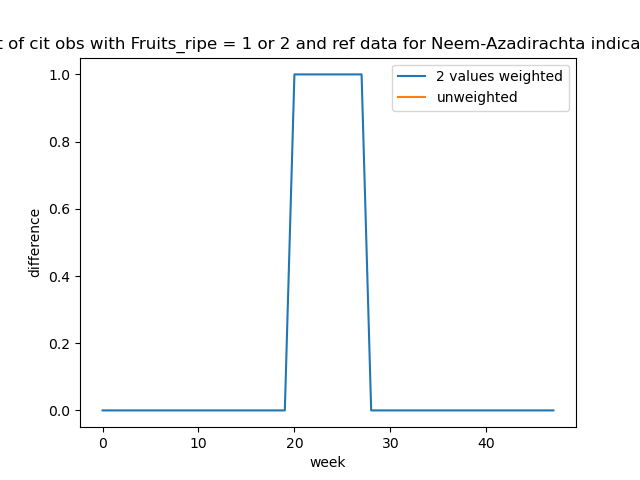 of cit obs with Fruits_ripe = 1 or 2 and ref data for Neem-Azadirachta indica
2 values weighted
unweighted
1.0
0.8
0.6
0.4
0.2
0.0
difference
0 10 20 30 40
week